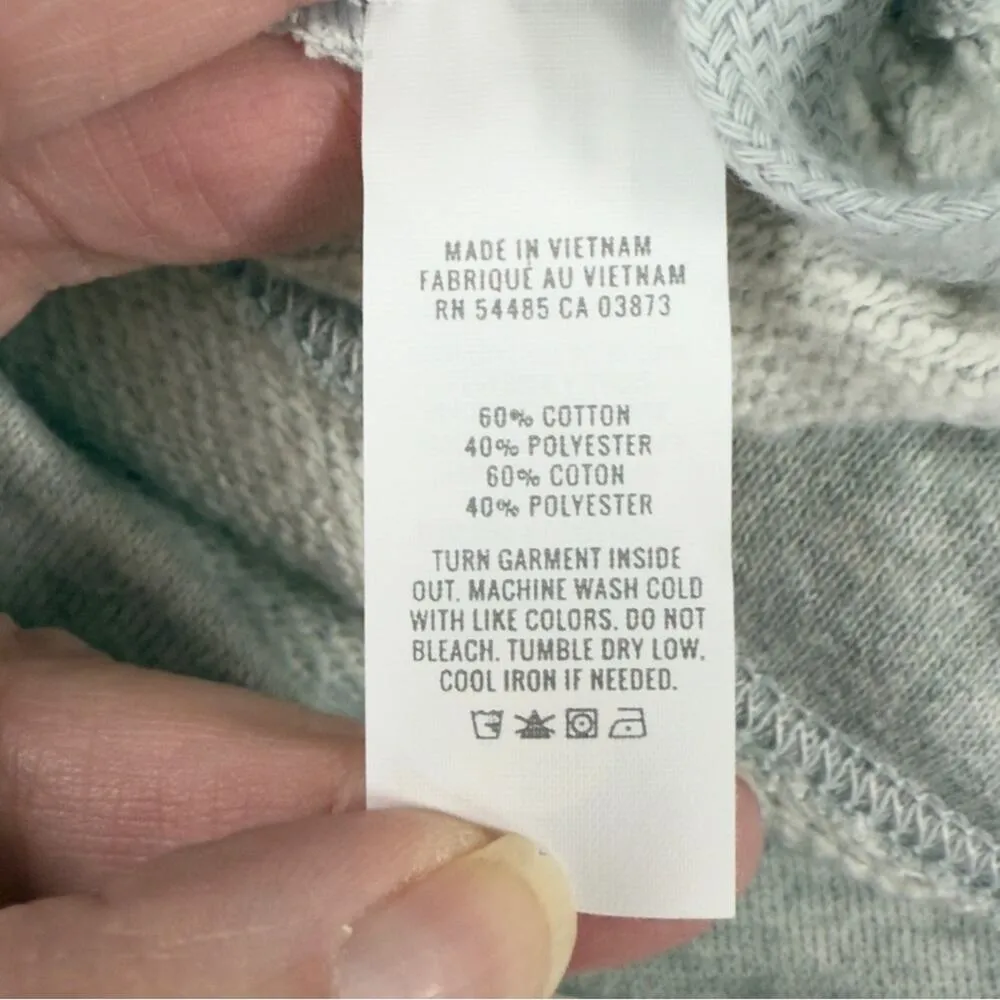 MADE IN VIETNAM
FABRIQUÉ AU VIETNAM
RN 54485 CA 03873
60% COTTON
40% POLYESTER
60% COTON
40% POLYESTER
TURN GARMENT INSIDE
OUT. MACHINE WASH COLD
WITH LIKE COLORS. DO NOT
BLEACH. TUMBLE DRY LOW.
COOL IRON IF NEEDED.